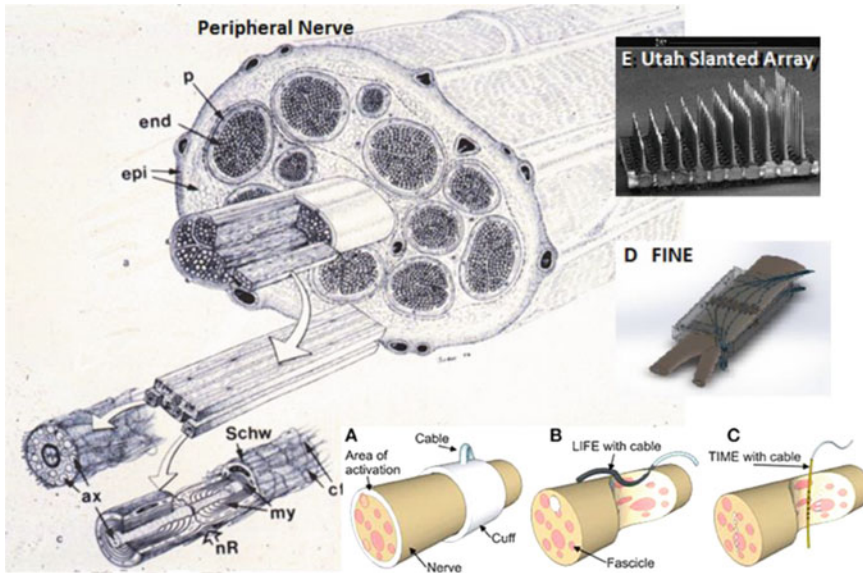 Peripheral Nerve
p
end
epi
a
E: Utah Slanted Array
D FINE
Schw
ax
my
nR
cf
c
A
Cable
Area of
activation
Cuff
Nerve
B
LIFE with cable
Fascicle
C
TIME with cable